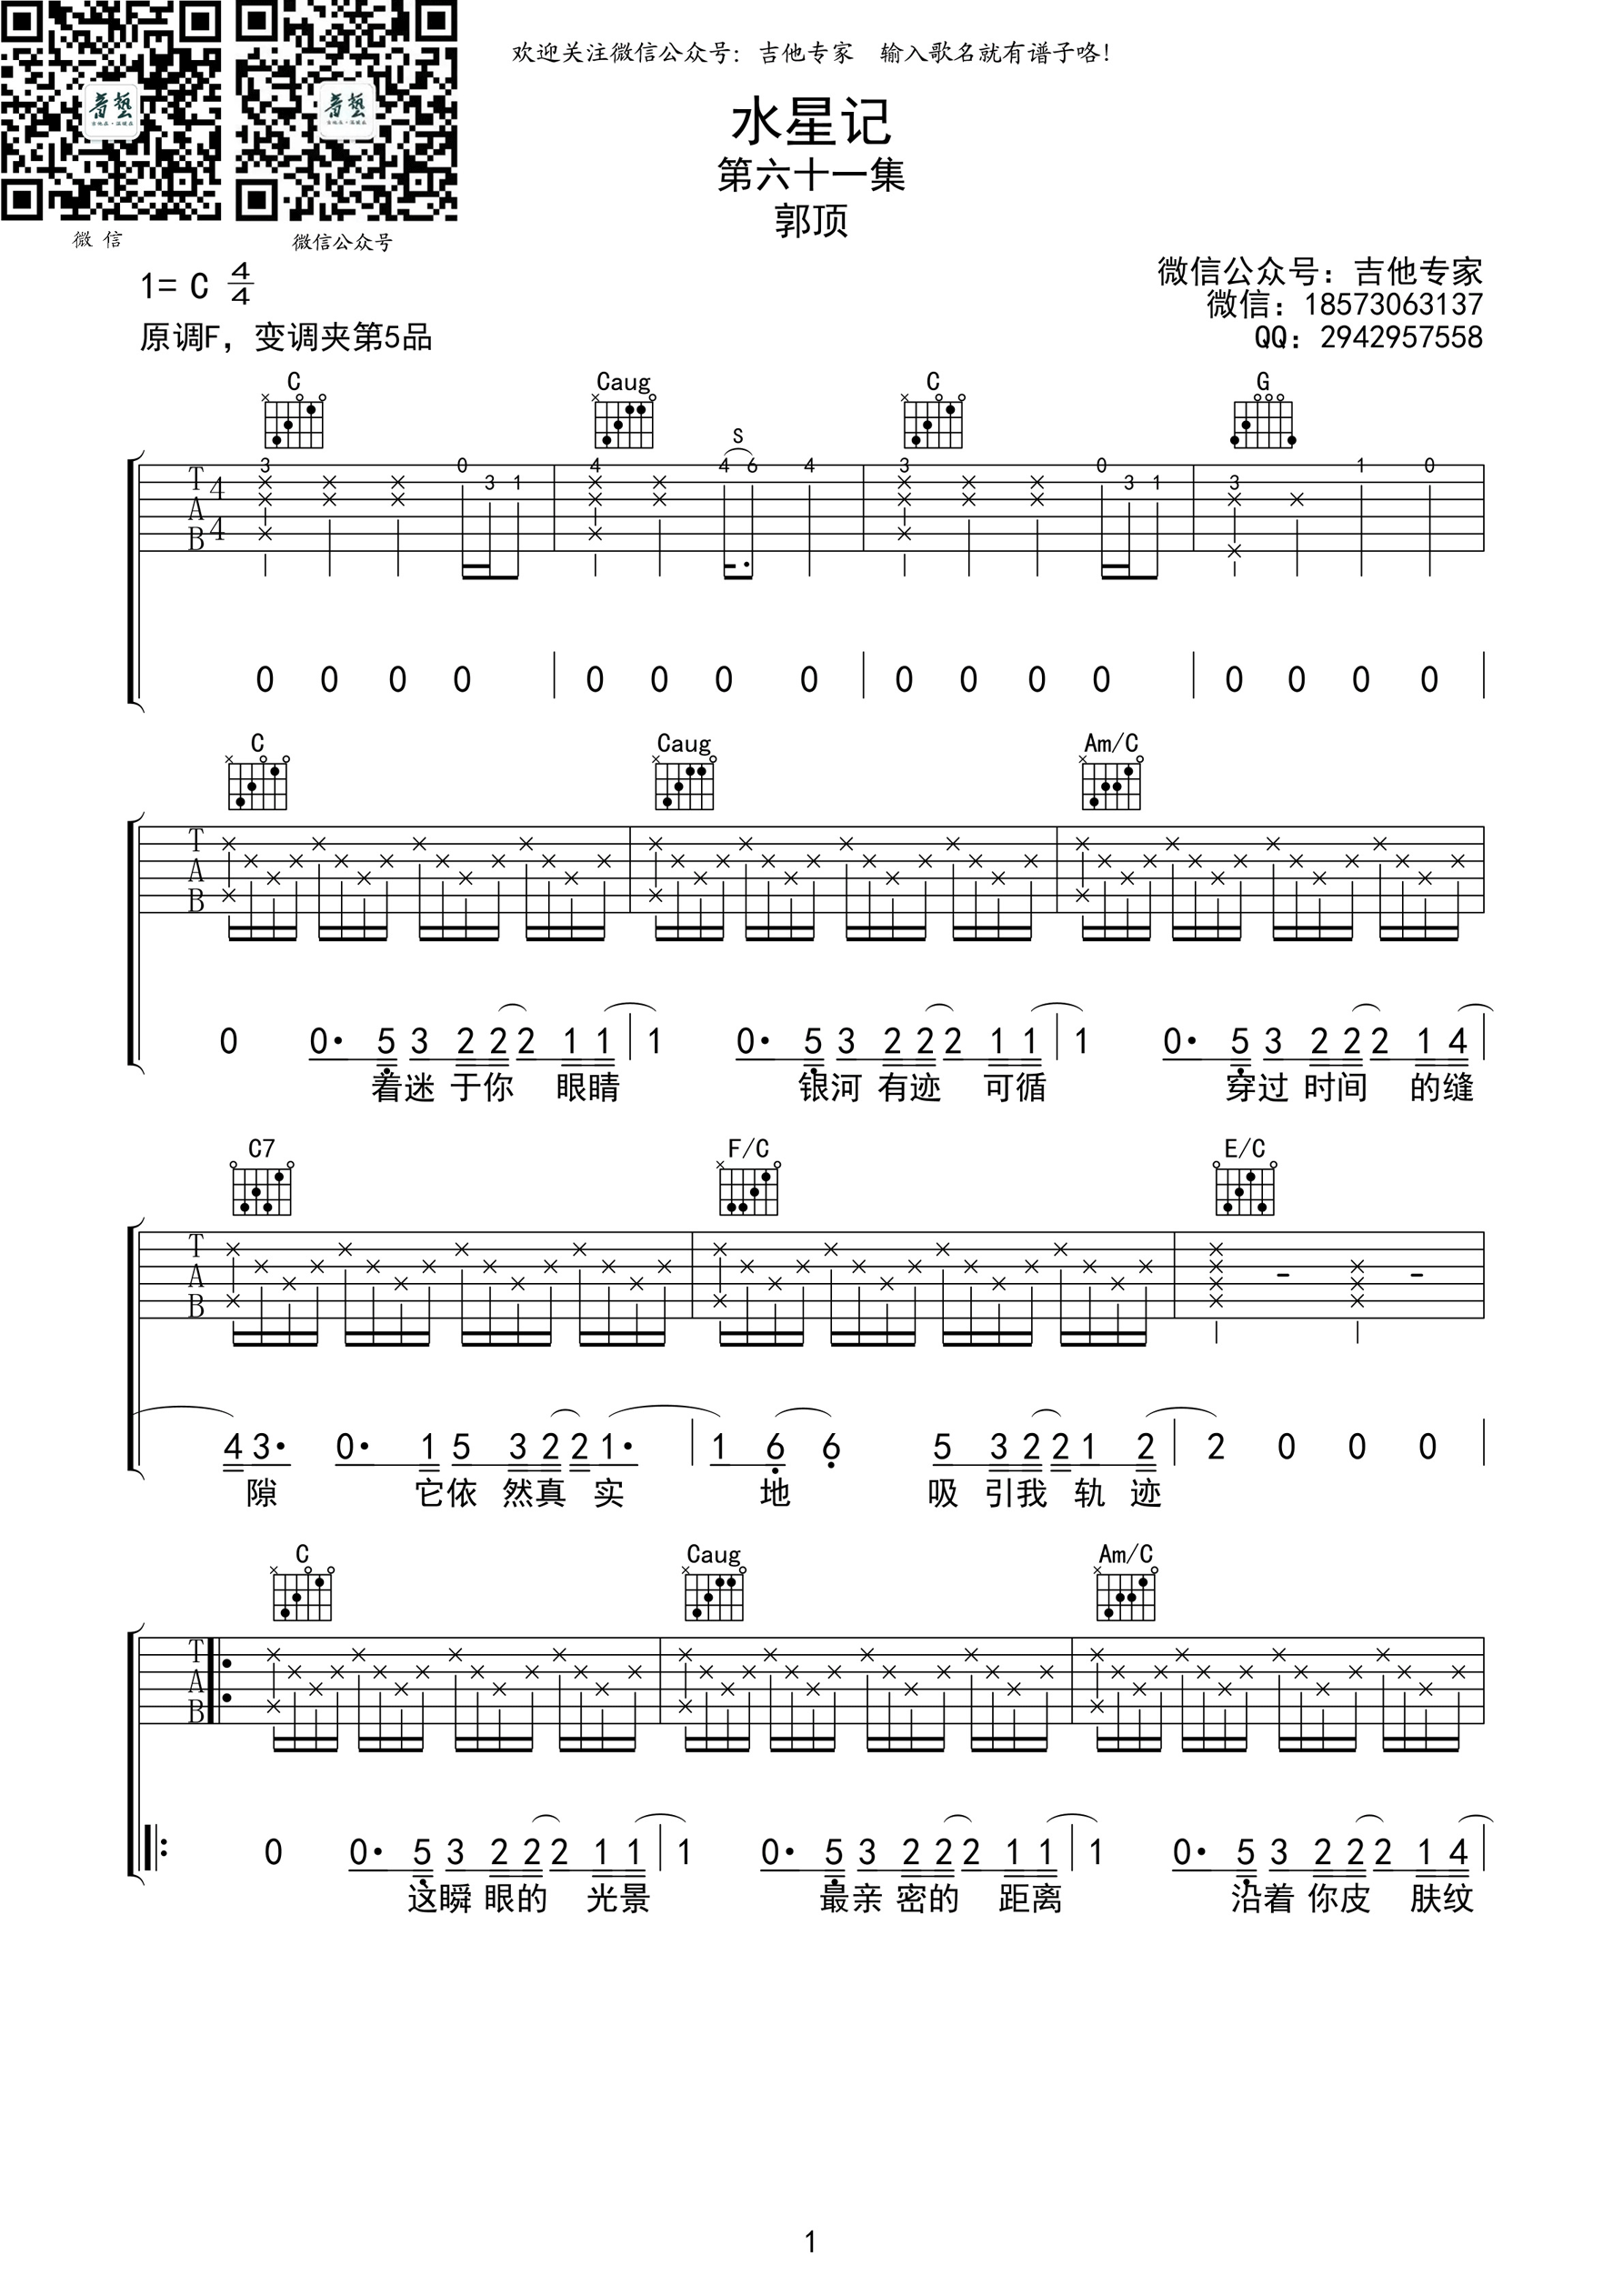 欢迎关注微信公众号：吉他专家　输入歌名就有谱子咯！
水星记
第六十一集
郭顶
音艺
微 信
微信公众号
1= C 4/4
原调F，变调夹第5品
微信公众号：吉他专家
微信：18573063137
QQ：2942957558
C Caug C G
S
T A B 4/4
3 0 3 1 4 4 6 4 3 0 3 1 3 1 0
0 0 0 0 | 0 0 0 0 | 0 0 0 0 | 0 0 0 0
C Caug Am/C
T A B
0 0· 5 3 2 2 2 1 1 | 1 0· 5 3 2 2 2 1 1 | 1 0· 5 3 2 2 2 1 4
着迷 于你 眼睛 银河 有迹 可循 穿过 时间 的缝
C7 F/C E/C
T A B
4 3· 0· 1 5 3 2 2 1· | 1 6 6 5 3 2 2 1 2 | 2 0 0 0
隙 它依 然真 实 地 吸 引我 轨 迹
C Caug Am/C
T A B
0 0· 5 3 2 2 2 1 1 | 1 0· 5 3 2 2 2 1 1 | 1 0· 5 3 2 2 2 1 4
这瞬 眼的 光景 最亲 密的 距离 沿着 你皮 肤纹
1